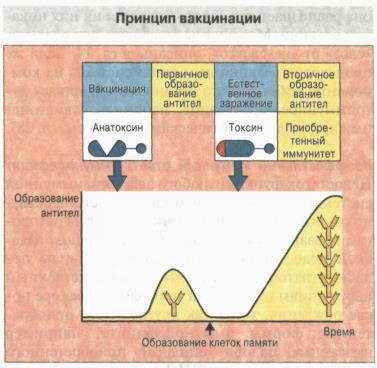 Принцип вакцинации
Вакцинация
Первичное
образо-
вание
антител
Естест-
венное
заражение
Вторичное
образо-
вание
антител
Анатоксин
Токсин
Приобре-
тенный
иммунитет
Образование
антител
Время
Образование клеток памяти